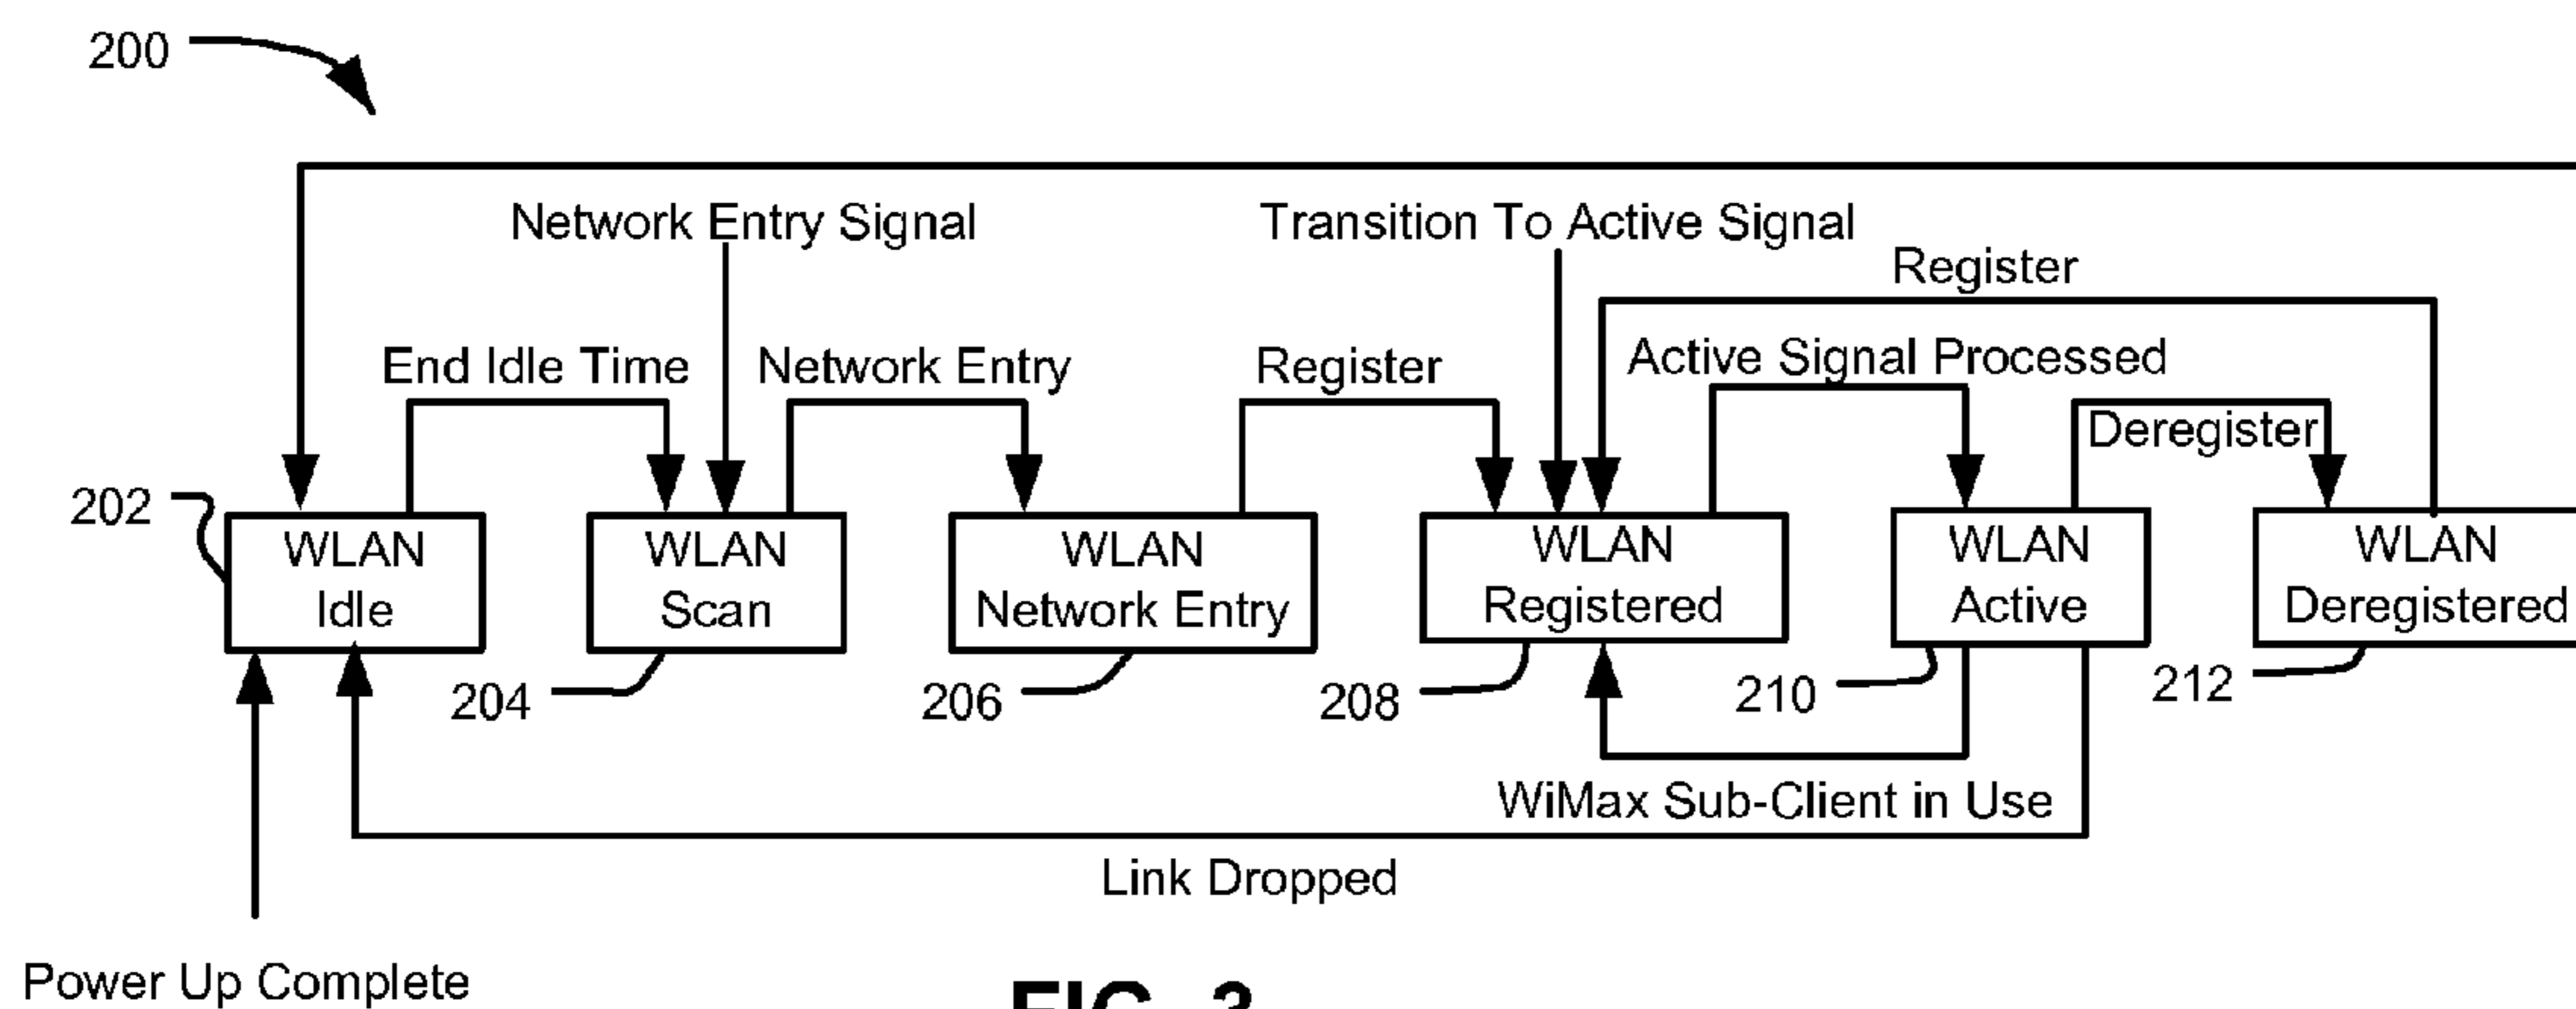 200
Network Entry Signal
Transition To Active Signal
Register
End Idle Time
Network Entry
Register
Active Signal Processed
Deregister
202
WLAN
Idle
WLAN
Scan
WLAN
Network Entry
WLAN
Registered
WLAN
Active
WLAN
Deregistered
204
206
208
210
212
WiMax Sub-Client in Use
Link Dropped
Power Up Complete
FIG. 3